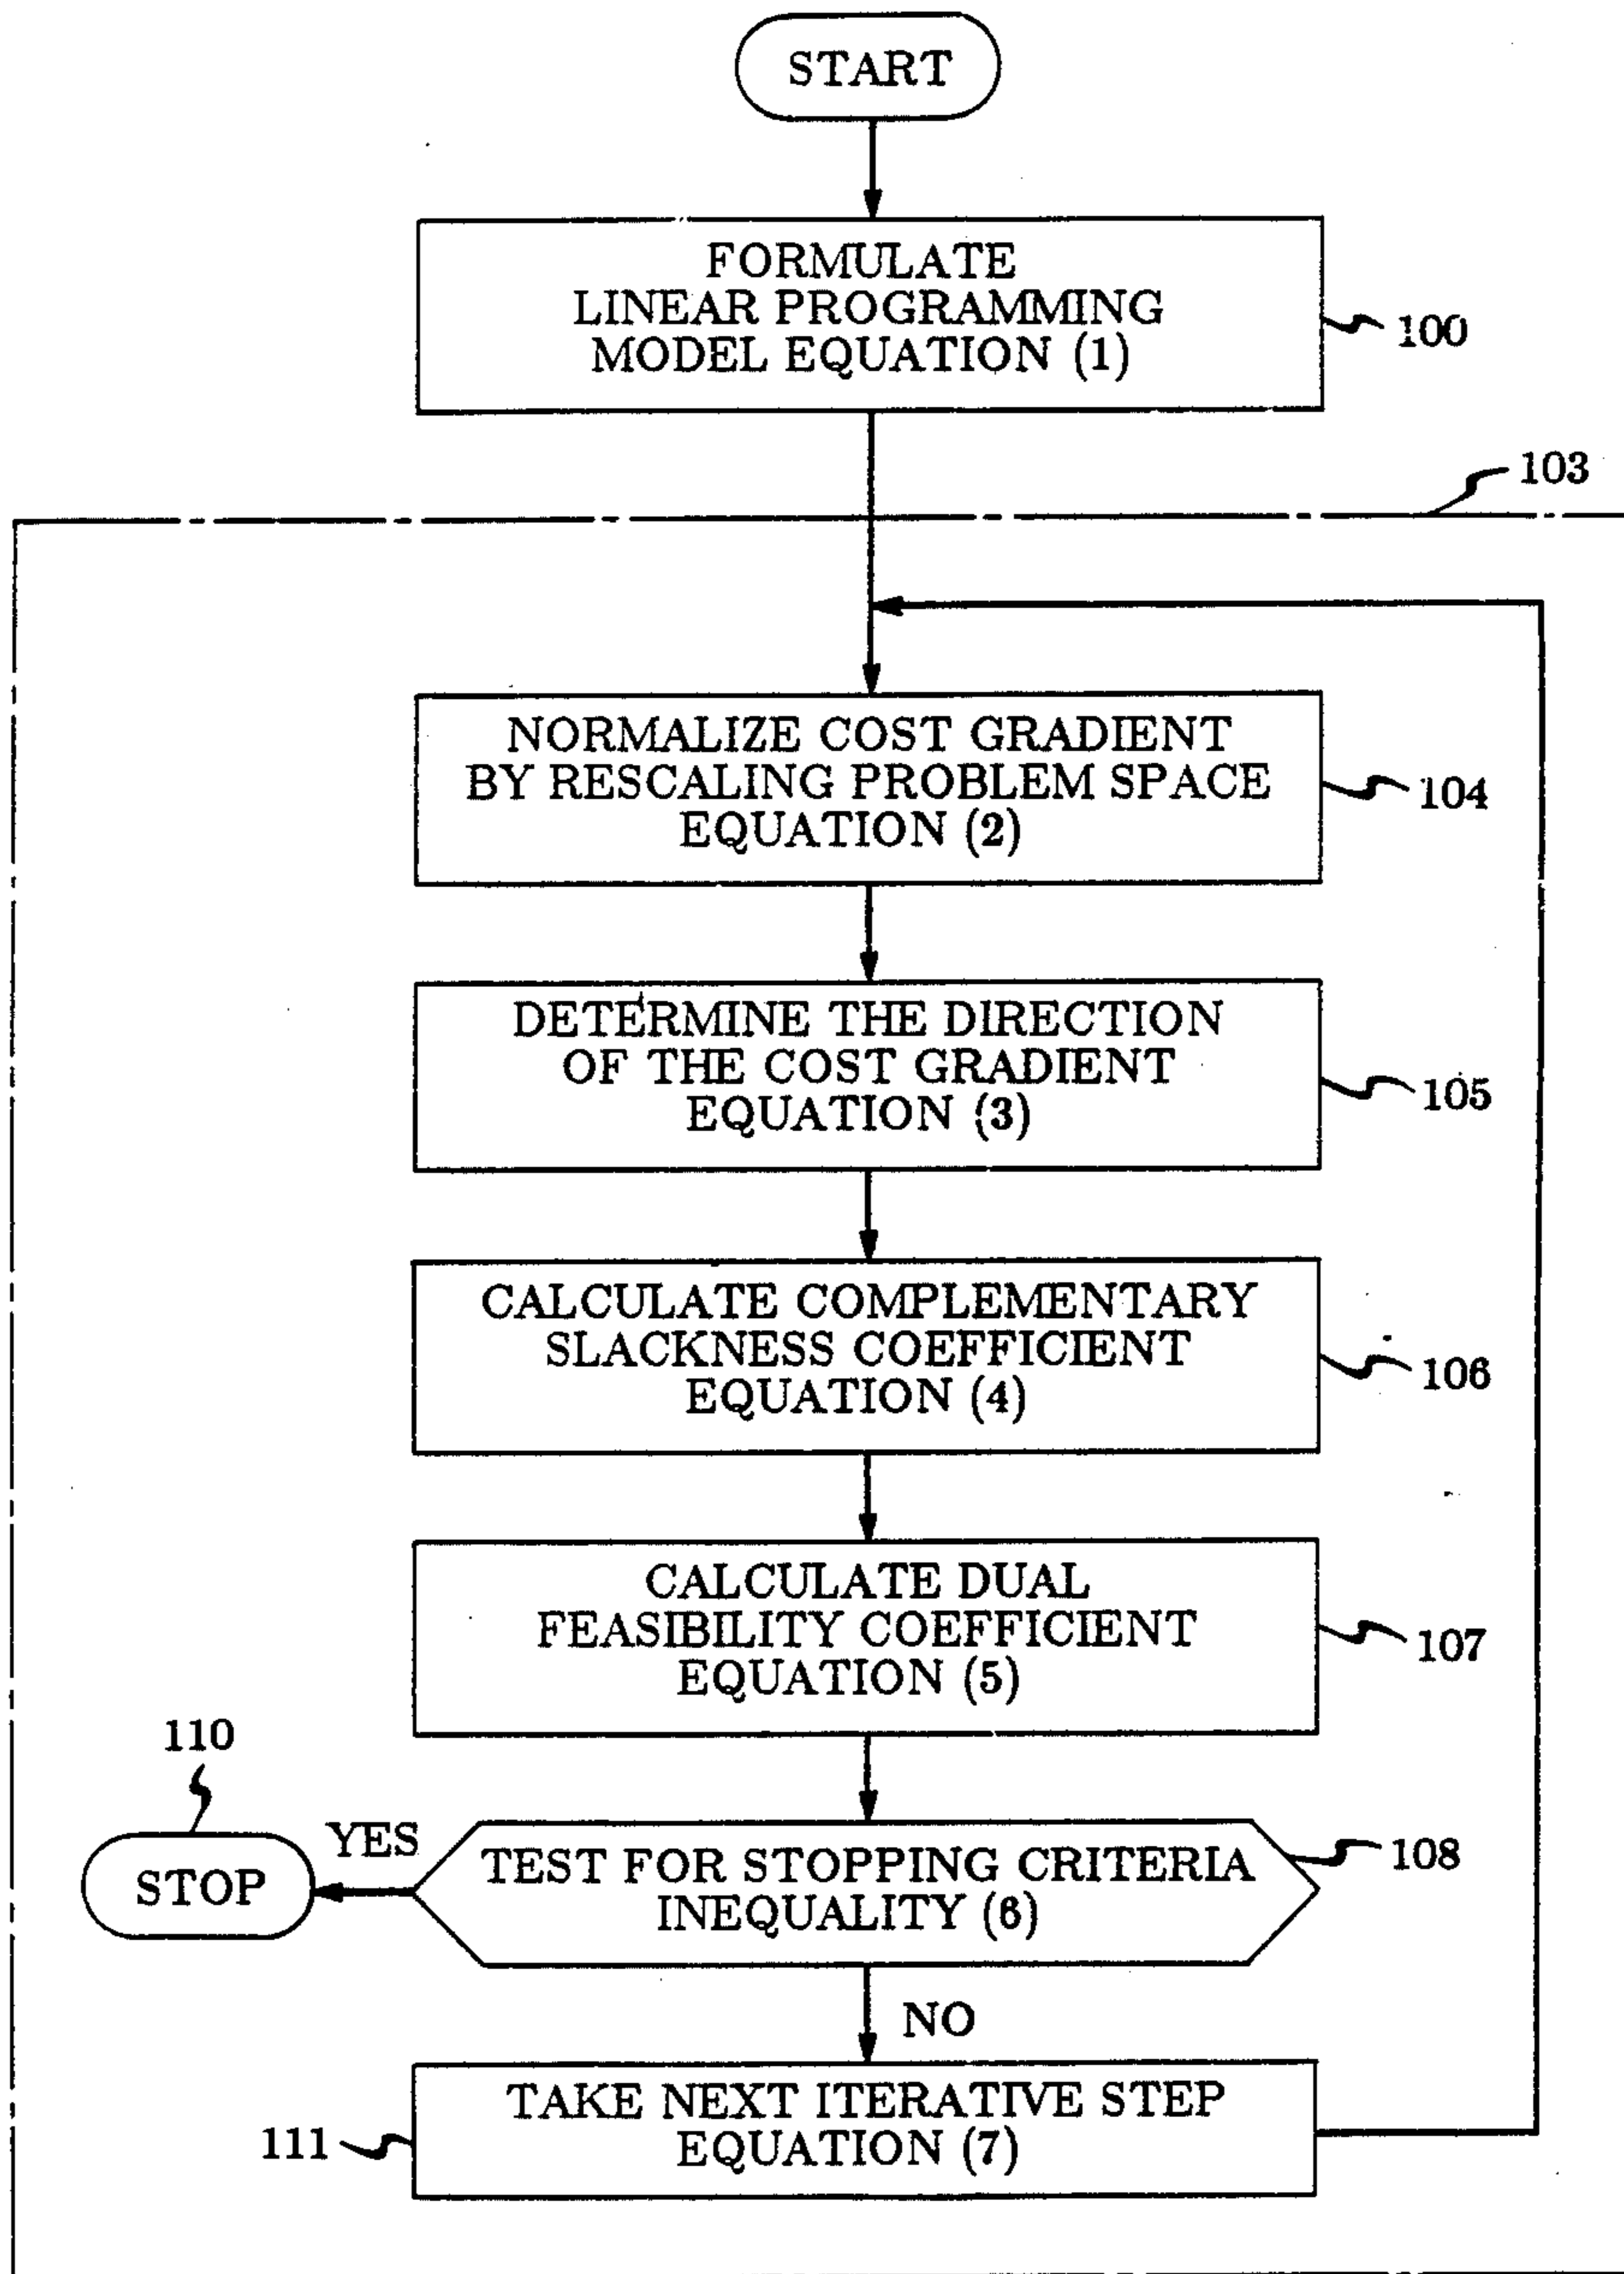 START
FORMULATE
LINEAR PROGRAMMING
MODEL EQUATION (1)
100
103
NORMALIZE COST GRADIENT
BY RESCALING PROBLEM SPACE
EQUATION (2)
104
DETERMINE THE DIRECTION
OF THE COST GRADIENT
EQUATION (3)
105
CALCULATE COMPLEMENTARY
SLACKNESS COEFFICIENT
EQUATION (4)
106
CALCULATE DUAL
FEASIBILITY COEFFICIENT
EQUATION (5)
107
110
STOP
YES
TEST FOR STOPPING CRITERIA
INEQUALITY (6)
108
NO
TAKE NEXT ITERATIVE STEP
EQUATION (7)
111